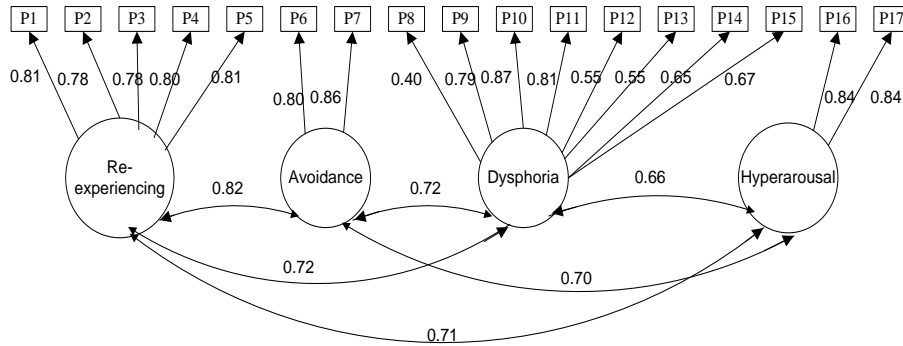 P1 P2 P3 P4 P5 P6 P7 P8 P9 P10 P11 P12 P13 P14 P15 P16 P17
0.81 0.78 0.78 0.80 0.81 0.80 0.86 0.40 0.79 0.87 0.81 0.55 0.55 0.65 0.67 0.84 0.84
Re-
experiencing
Avoidance
Dysphoria
Hyperarousal
0.82
0.72
0.66
0.72
0.70
0.71